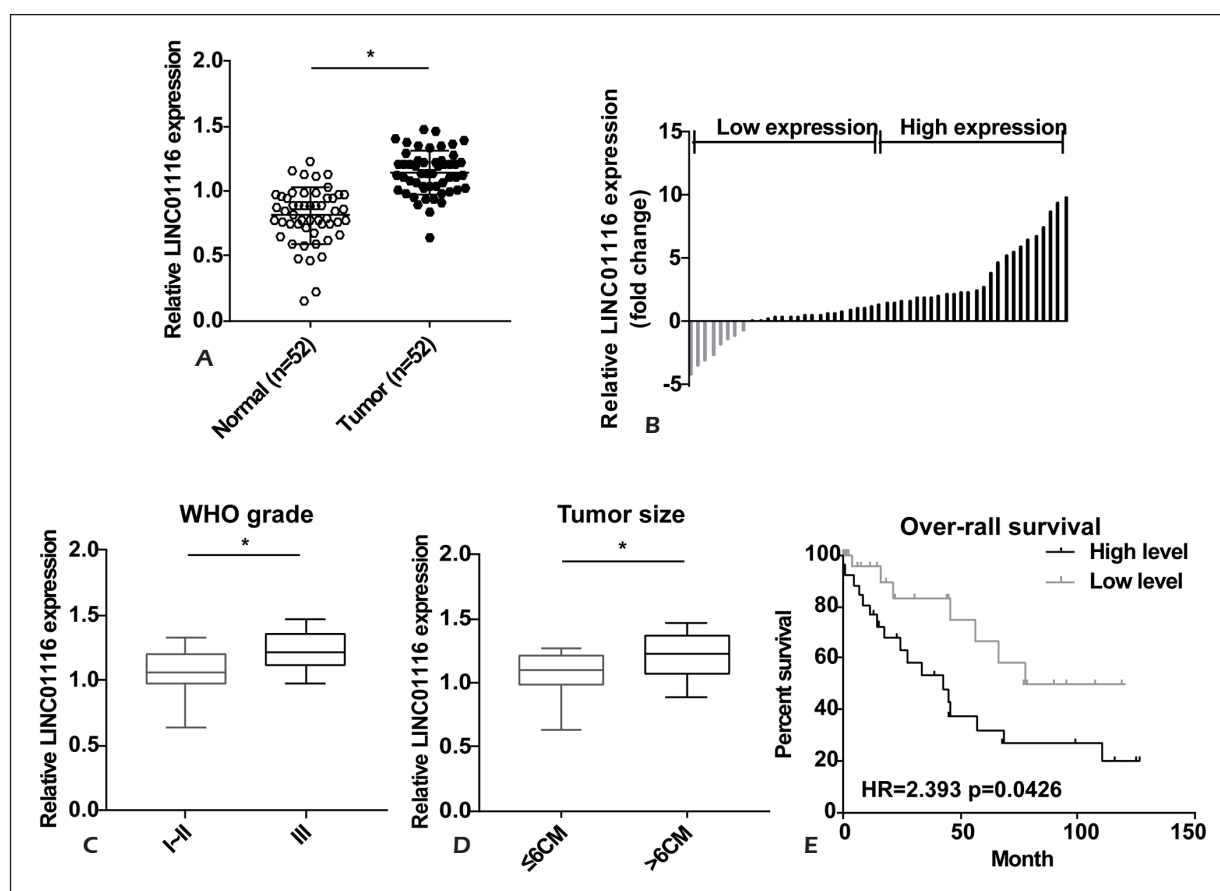 Relative LINC01116 expression
2.0
1.5
1.0
0.5
0.0
*
Normal (n=52)
Tumor (n=52)
A
Relative LINC01116 expression
(fold change)
15
10
5
0
-5
Low expression
High expression
B
WHO grade
Relative LINC01116 expression
2.0
1.5
1.0
0.5
0.0
*
I~II
III
C
Tumor size
Relative LINC01116 expression
2.0
1.5
1.0
0.5
0.0
*
≤6CM
>6CM
D
Over-rall survival
High level
Low level
Percent survival
100
80
60
40
20
0
HR=2.393 p=0.0426
0
50
100
150
Month
E